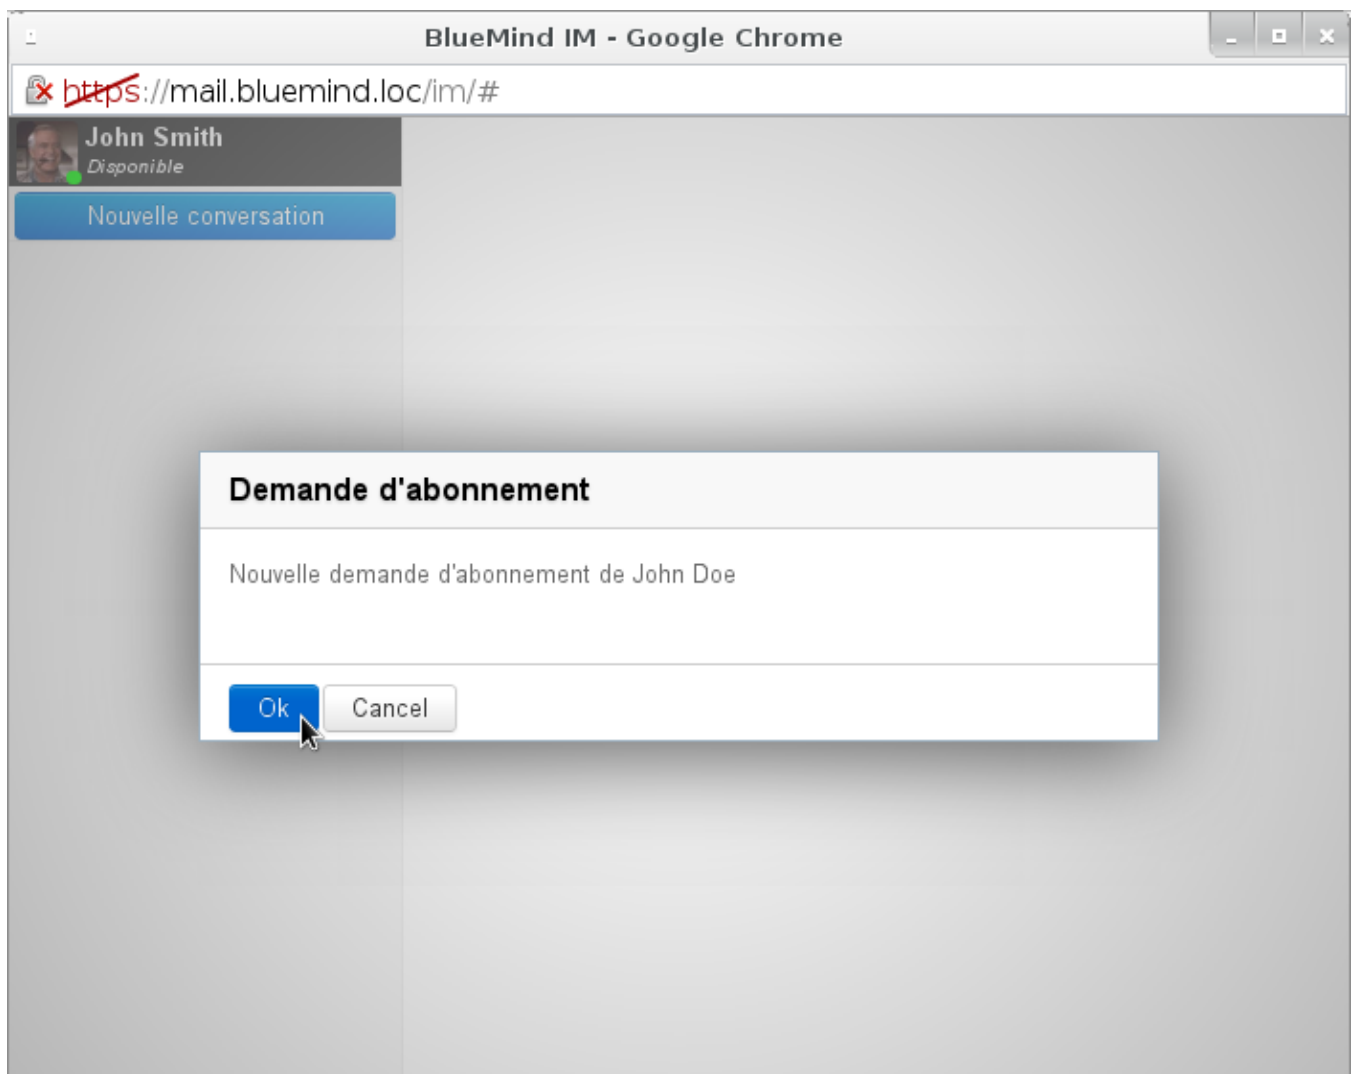 BlueMind IM - Google Chrome
https://mail.bluemind.loc/im/#
John Smith
Disponible
Nouvelle conversation
Demande d'abonnement
Nouvelle demande d'abonnement de John Doe
Ok
Cancel